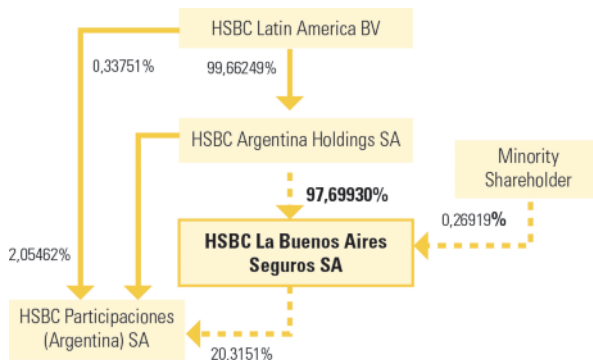 HSBC Latin America BV
0,33751%
99,66249%
HSBC Argentina Holdings SA
Minority
Shareholder
97,69930%
0,26919%
HSBC La Buenos Aires
Seguros SA
2,05462%
HSBC Participaciones
(Argentina) SA
20.3151%